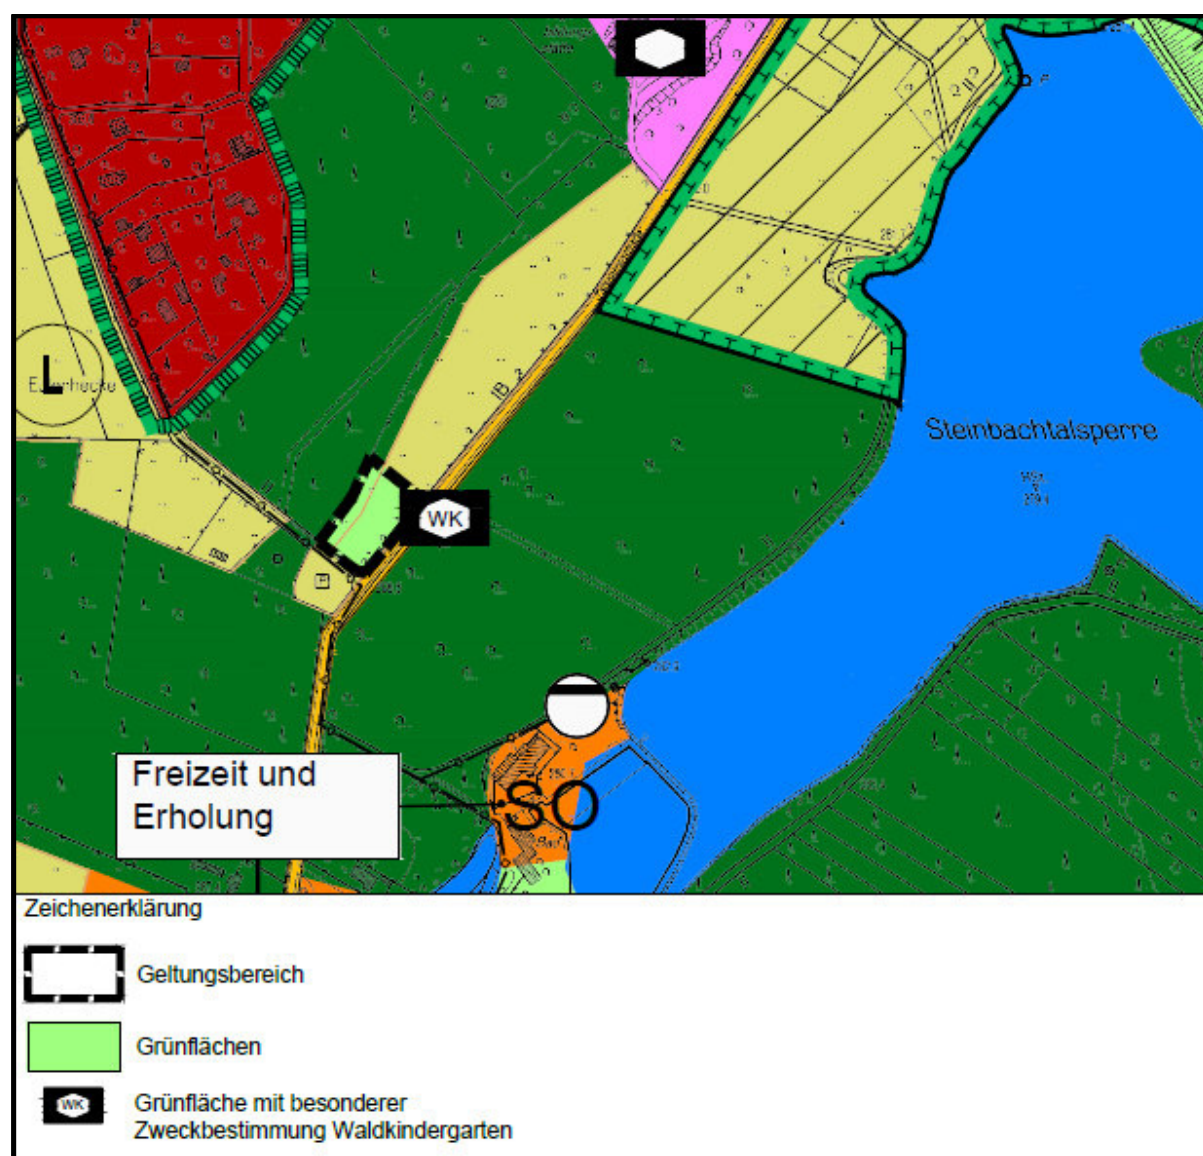 L
WK
Steinbachtalsperre
Freizeit und
Erholung
SO
Zeichenerklärung
Geltungsbereich
Grünflächen
WK
Grünfläche mit besonderer
Zweckbestimmung Waldkindergarten